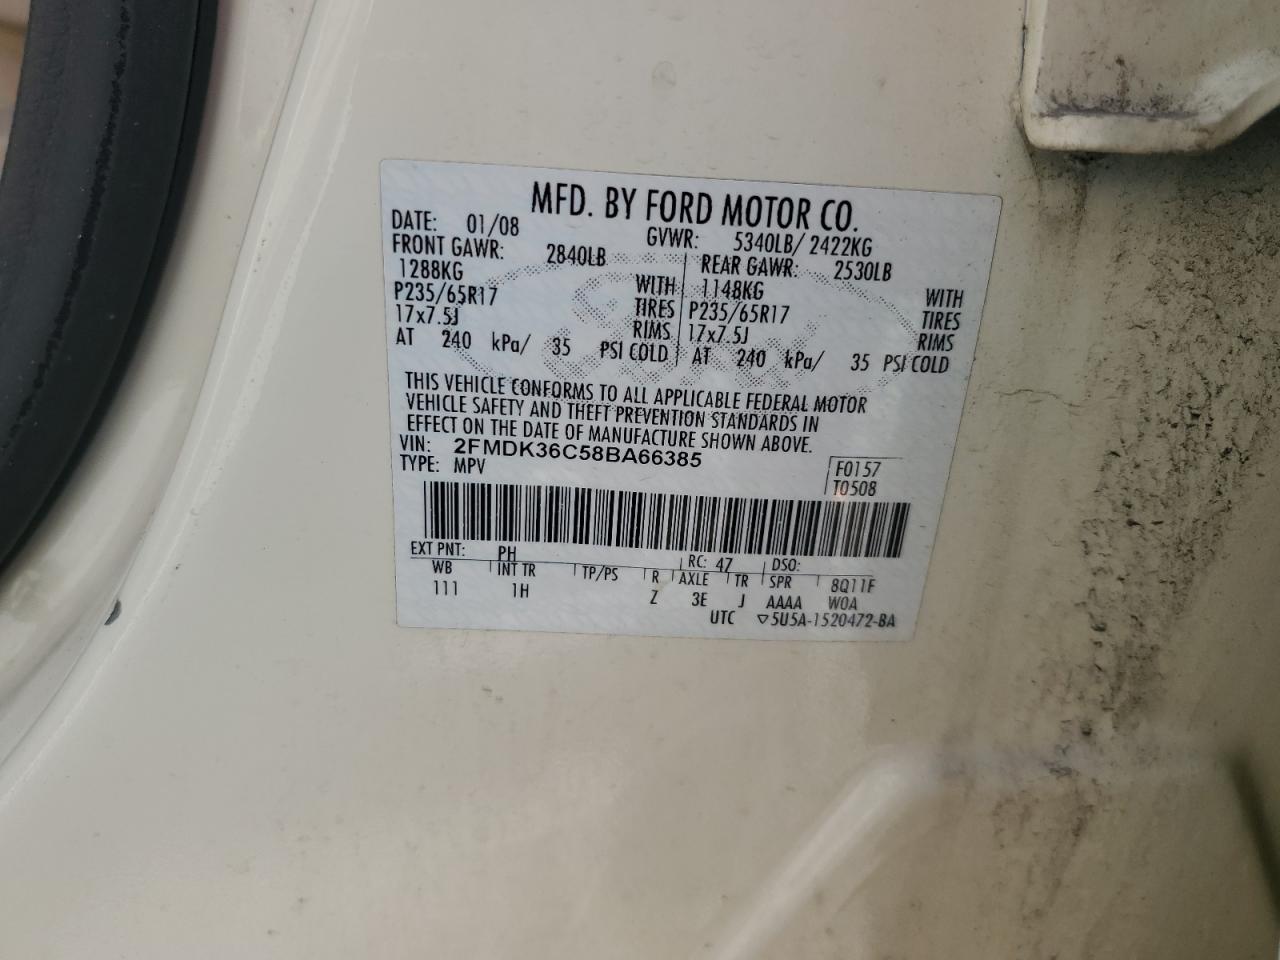 MFD. BY FORD MOTOR CO.
DATE: 01/08 GVWR: 5340LB/ 2422KG
FRONT GAWR: 2840LB REAR GAWR: 2530LB
1288KG WITH 1148KG WITH
P235/65R17 TIRES P235/65R17 TIRES
17x7.5J RIMS 17x7.5J RIMS
AT 240 kPa/ 35 PSI COLD AT 240 kPa/ 35 PSI COLD
THIS VEHICLE CONFORMS TO ALL APPLICABLE FEDERAL MOTOR
VEHICLE SAFETY AND THEFT PREVENTION STANDARDS IN
EFFECT ON THE DATE OF MANUFACTURE SHOWN ABOVE.
VIN: 2FMDK36C58BA66385 F0157
TYPE: MPV T0508
EXT PNT: PH RC: 47 DSO:
WB INT TR TP/PS R AXLE TR SPR 8Q11F
111 1H Z 3E J AAAA W0A
UTC ▽5U5A-1520472-BA